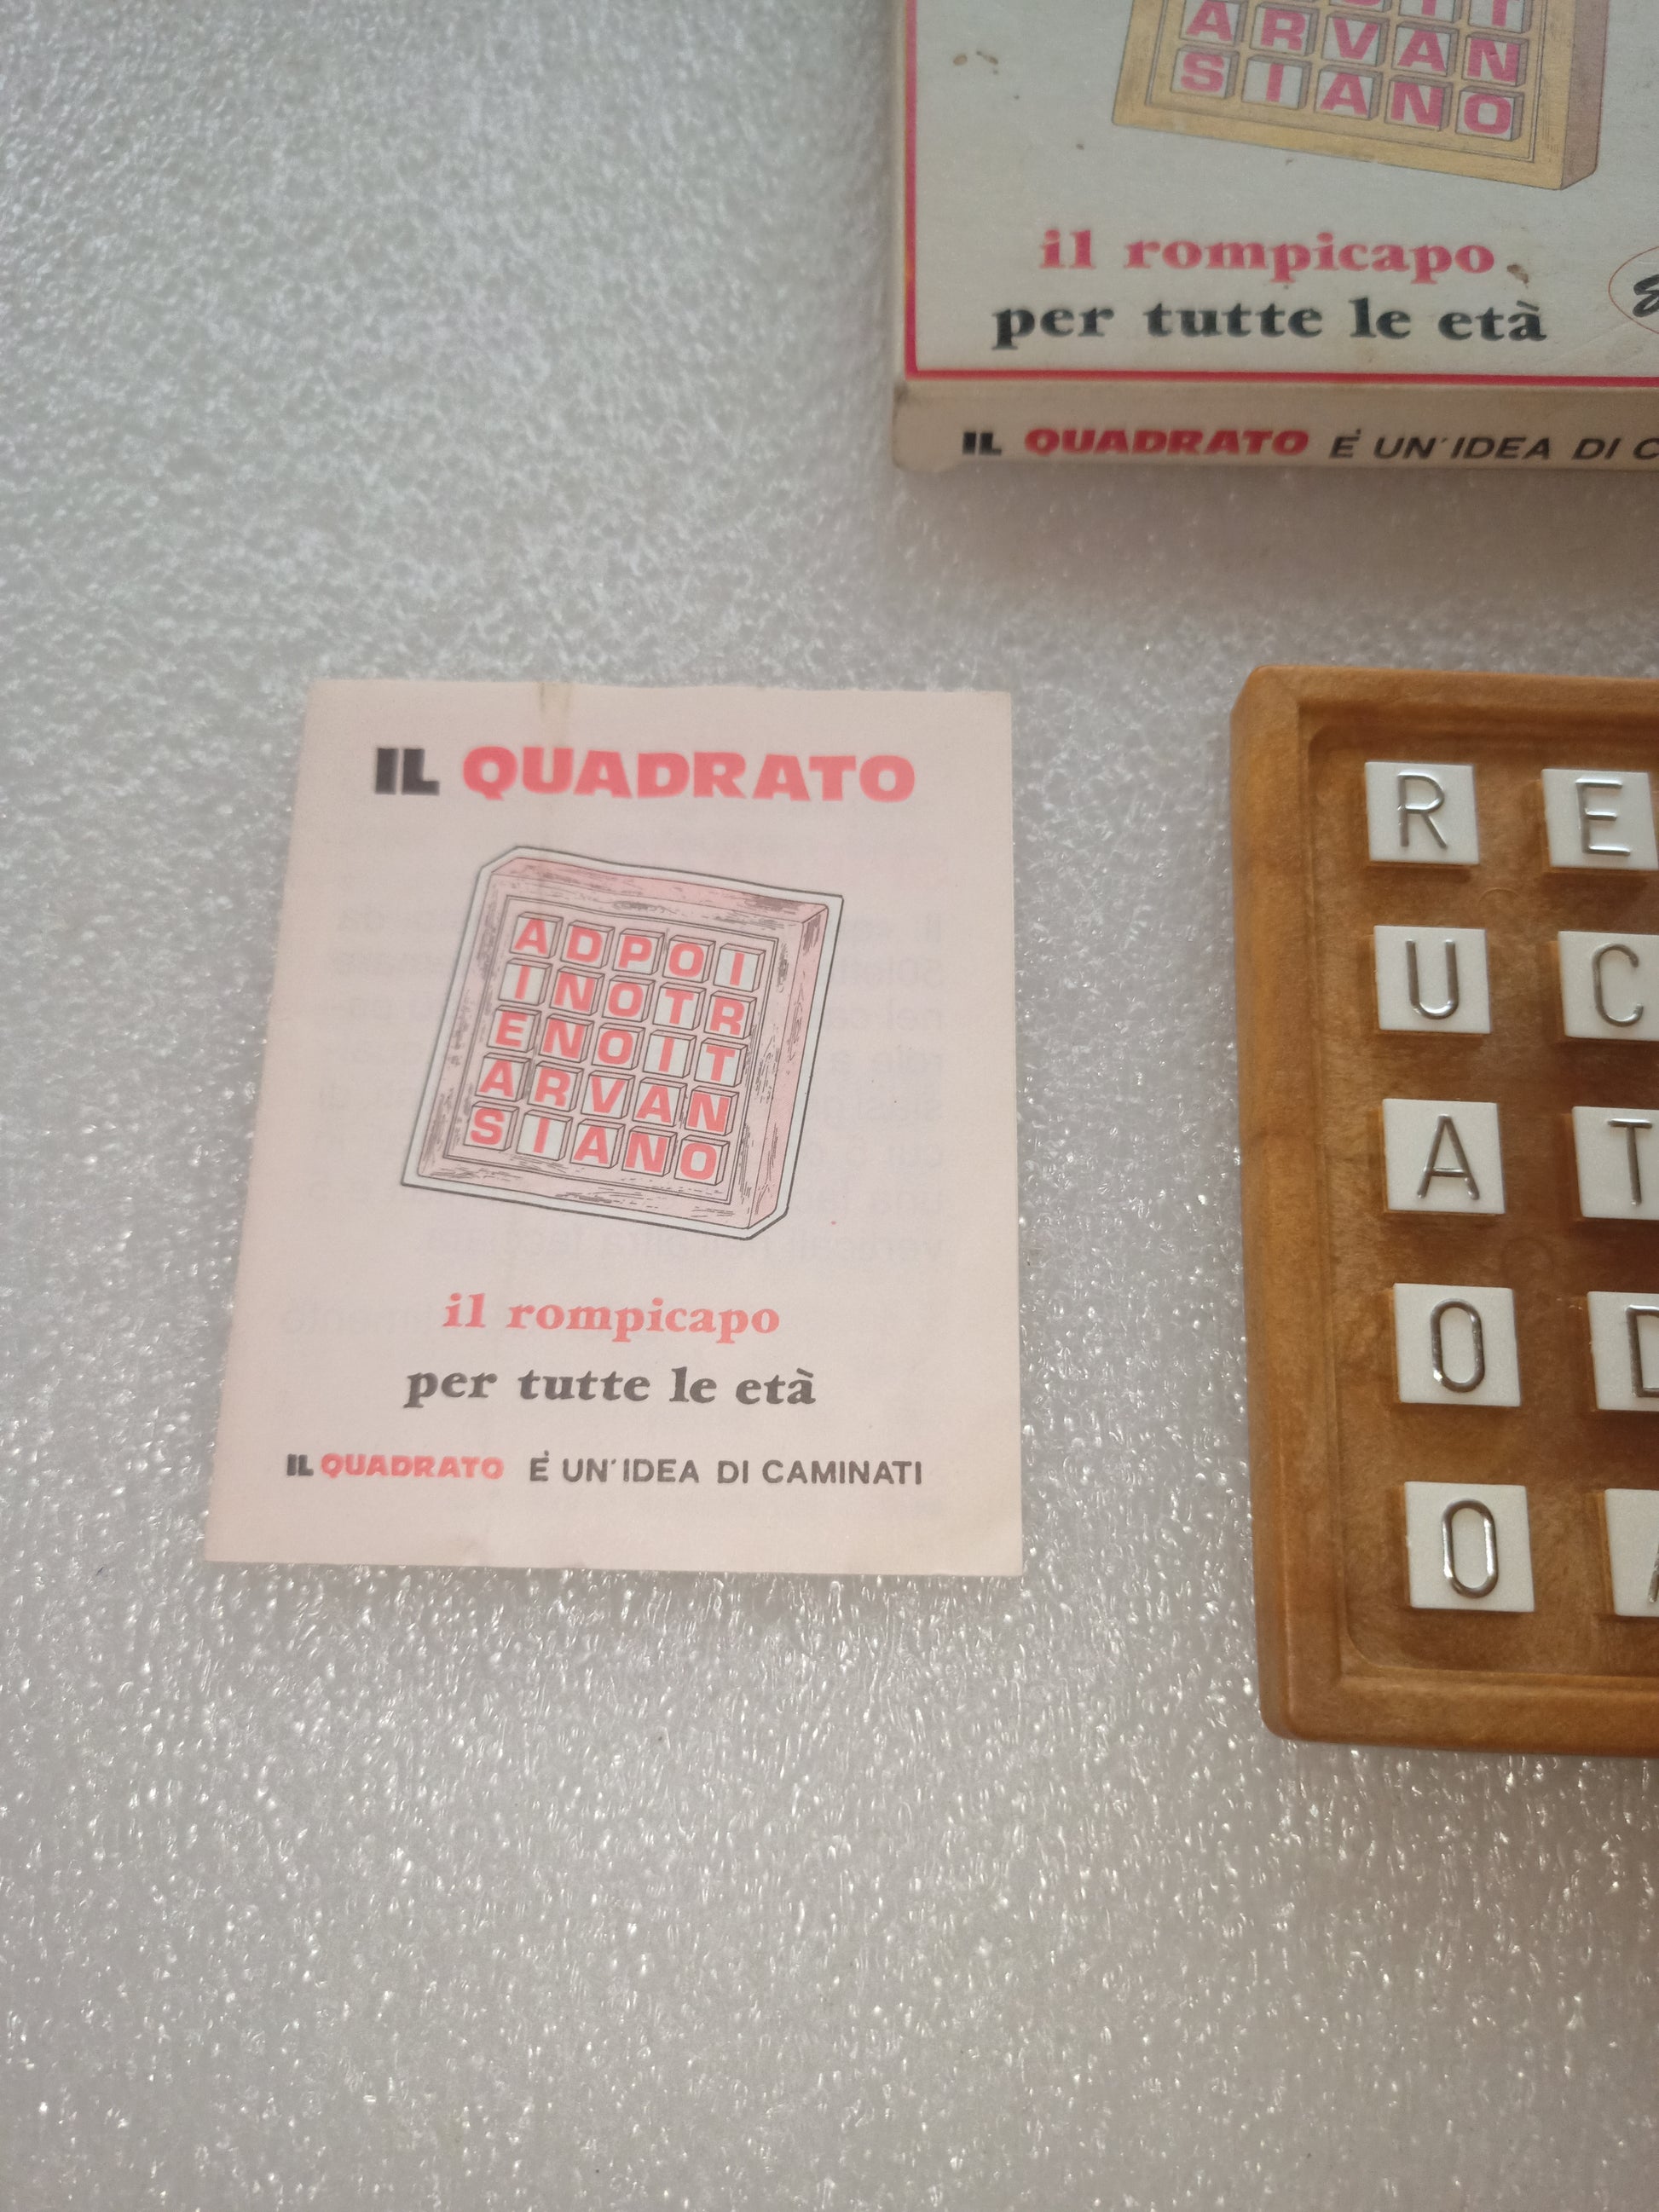 ARVAN
SIANO
il rompicapo
per tutte le età
IL QUADRATO E' UN'IDEA DI C
IL QUADRATO
ADPOI
INOTR
ENOIT
ARVAN
SIANO
il rompicapo
per tutte le età
IL QUADRATO E' UN'IDEA DI CAMINATI
R E
U C
A T
O D
O